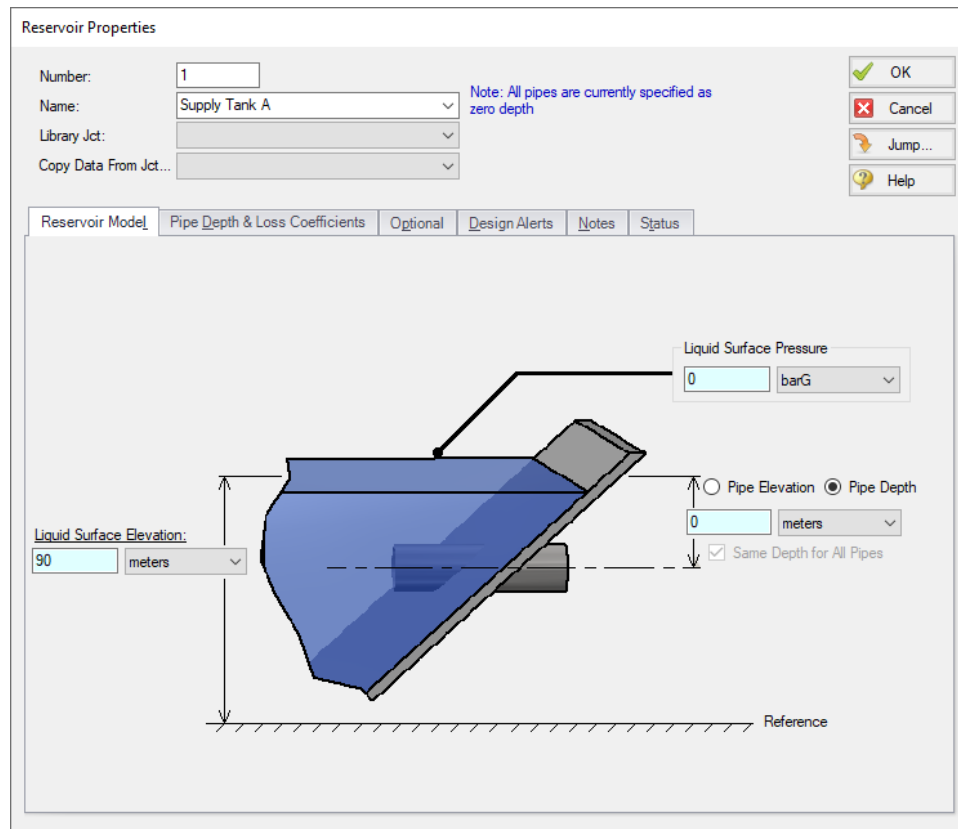 Reservoir Properties
Number:
1
Name:
Supply Tank A
Library Jct:
Copy Data From Jct...
Note: All pipes are currently specified as
zero depth
OK
Cancel
Jump...
Help
Reservoir Model
Pipe Depth & Loss Coefficients
Optional
Design Alerts
Notes
Status
Liquid Surface Pressure
0
barG
Pipe Elevation
Pipe Depth
0
meters
Same Depth for All Pipes
Liquid Surface Elevation:
90
meters
Reference